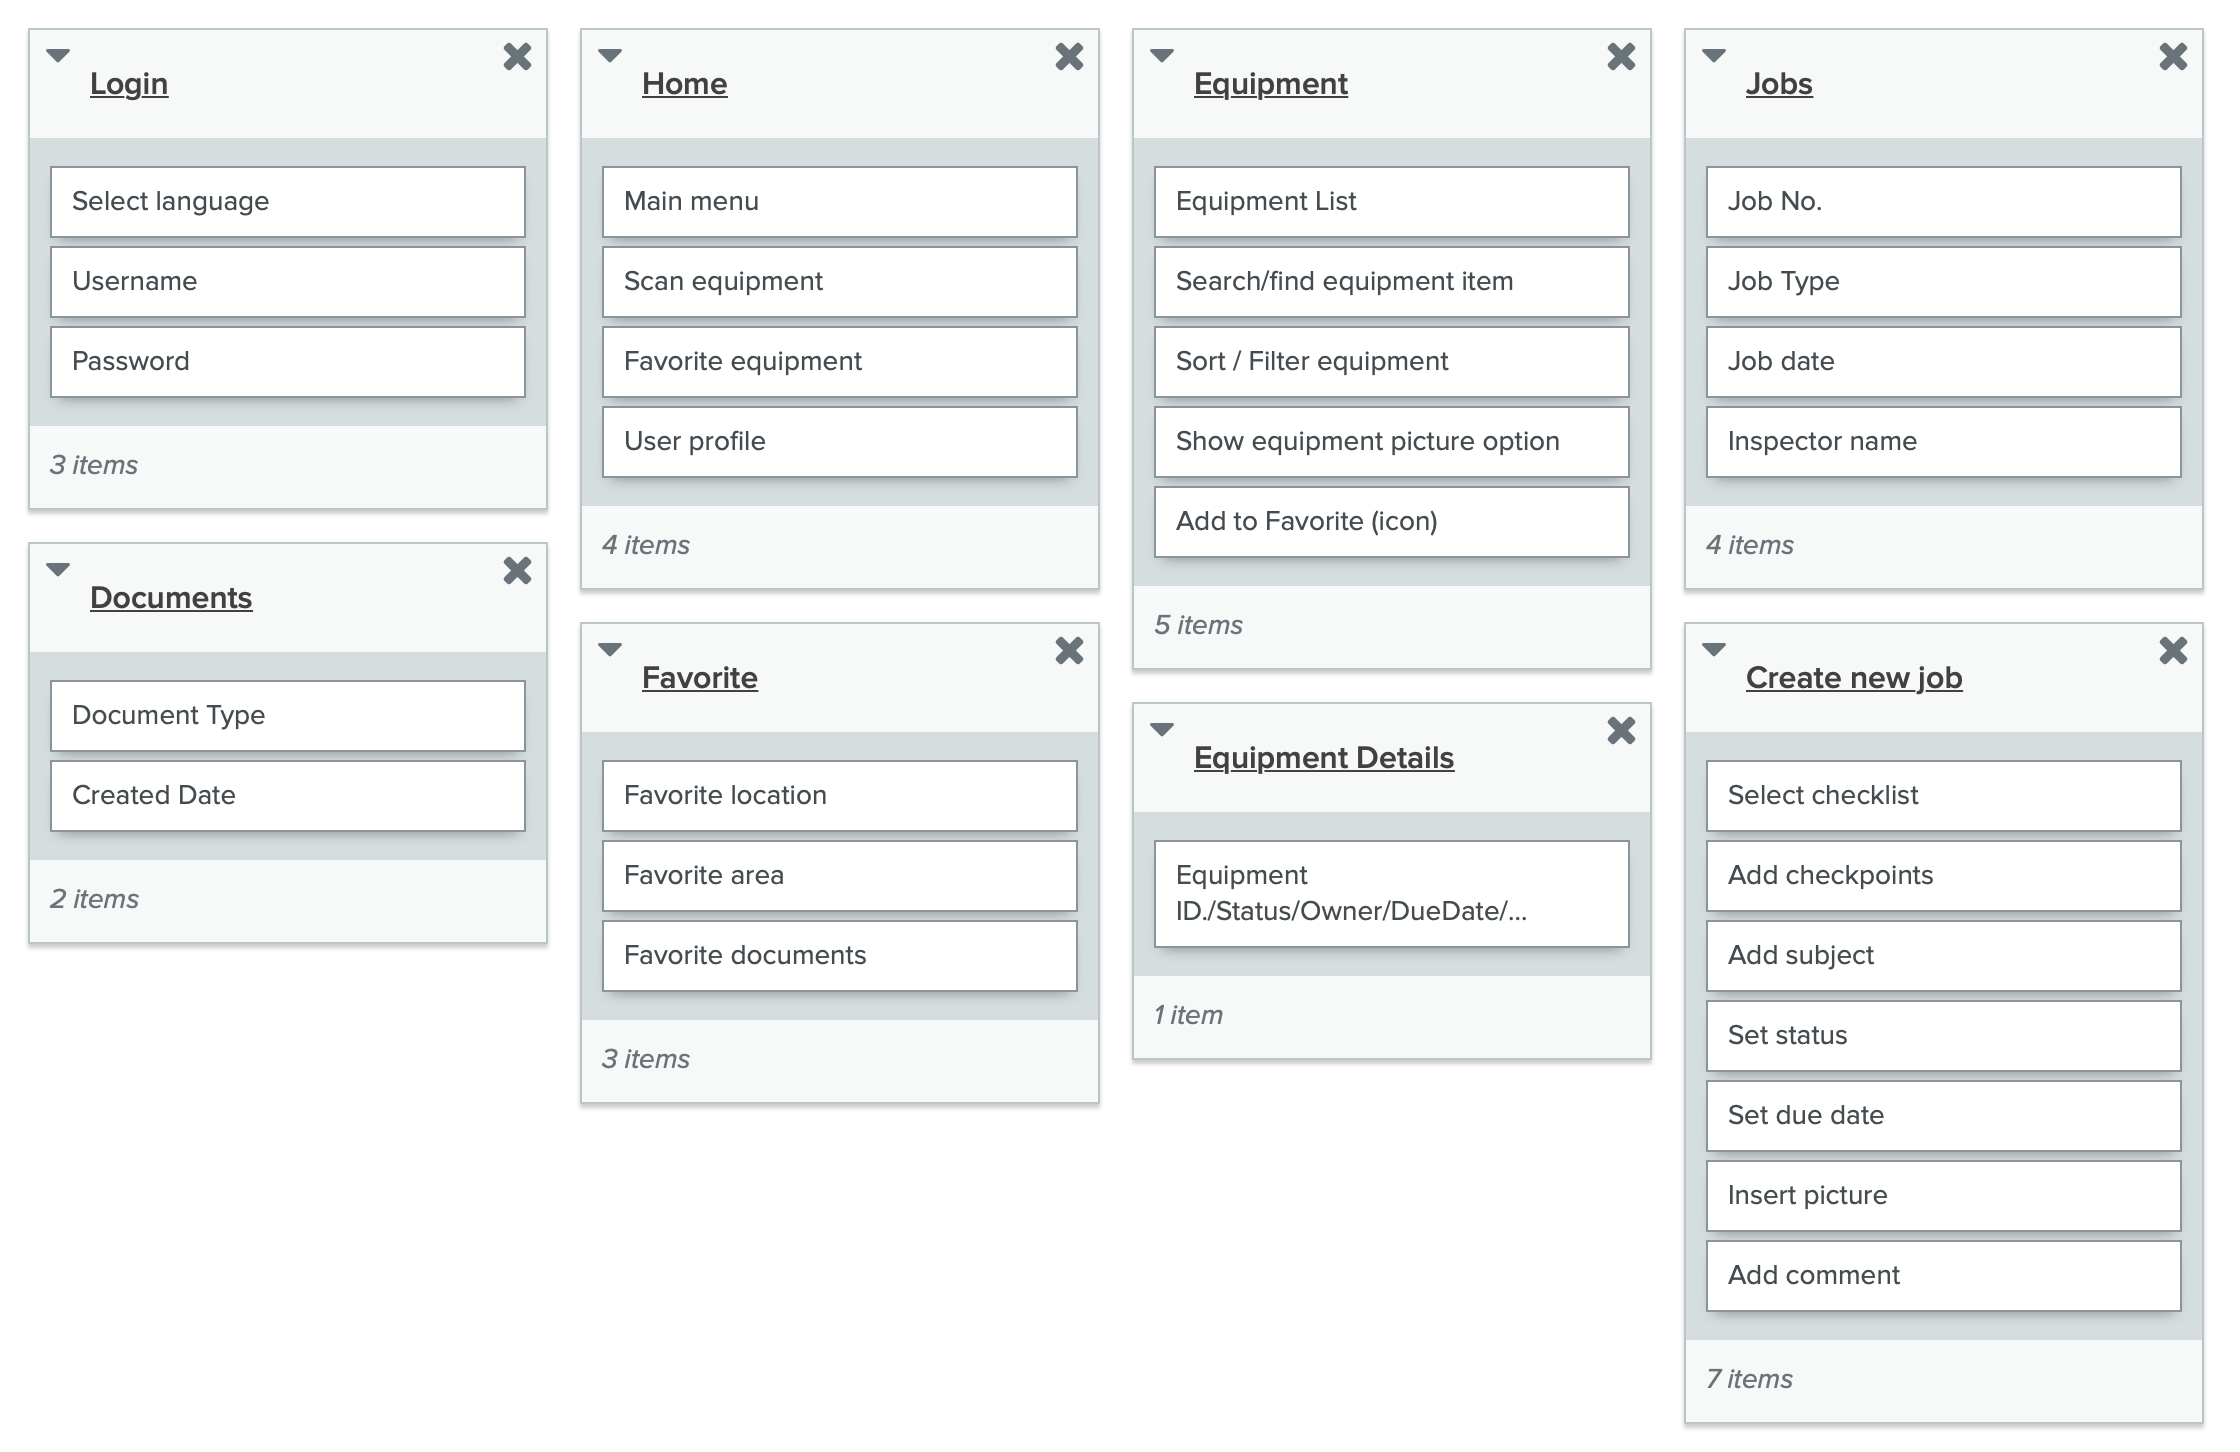 Login
Select language
Username
Password
3 items
Documents
Document Type
Created Date
2 items
Home
Main menu
Scan equipment
Favorite equipment
User profile
4 items
Favorite
Favorite location
Favorite area
Favorite documents
3 items
Equipment
Equipment List
Search/find equipment item
Sort / Filter equipment
Show equipment picture option
Add to Favorite (icon)
5 items
Equipment Details
Equipment
ID./Status/Owner/DueDate/...
1 item
Jobs
Job No.
Job Type
Job date
Inspector name
4 items
Create new job
Select checklist
Add checkpoints
Add subject
Set status
Set due date
Insert picture
Add comment
7 items